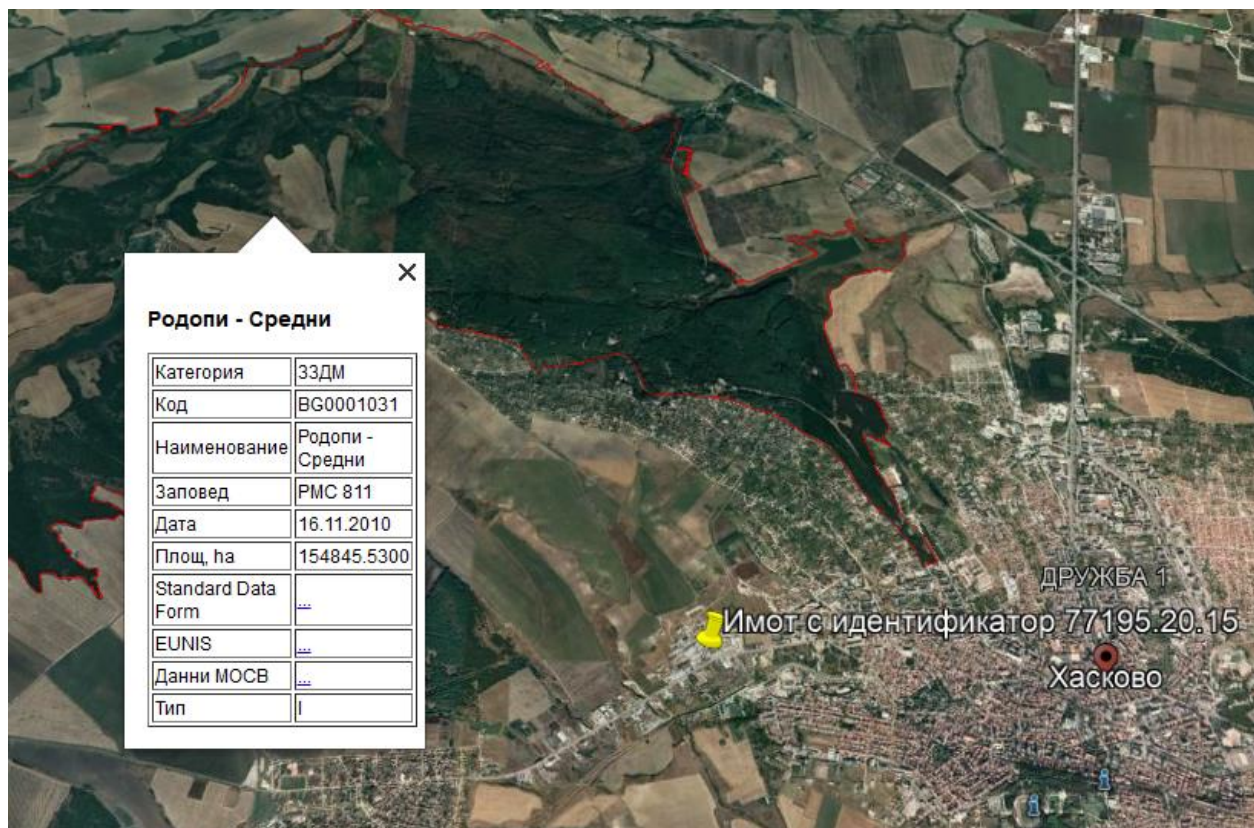 Родопи - Средни
Категория ЗЗДМ
Код BG0001031
Наименование Родопи -
Средни
Заповед РМС 811
Дата 16.11.2010
Площ, ha 154845.5300
Standard Data
Form ...
EUNIS ...
Данни МОСВ ...
Тип I
ДРУЖБА 1
Имот с идентификатор 77195.20.15
Хасково